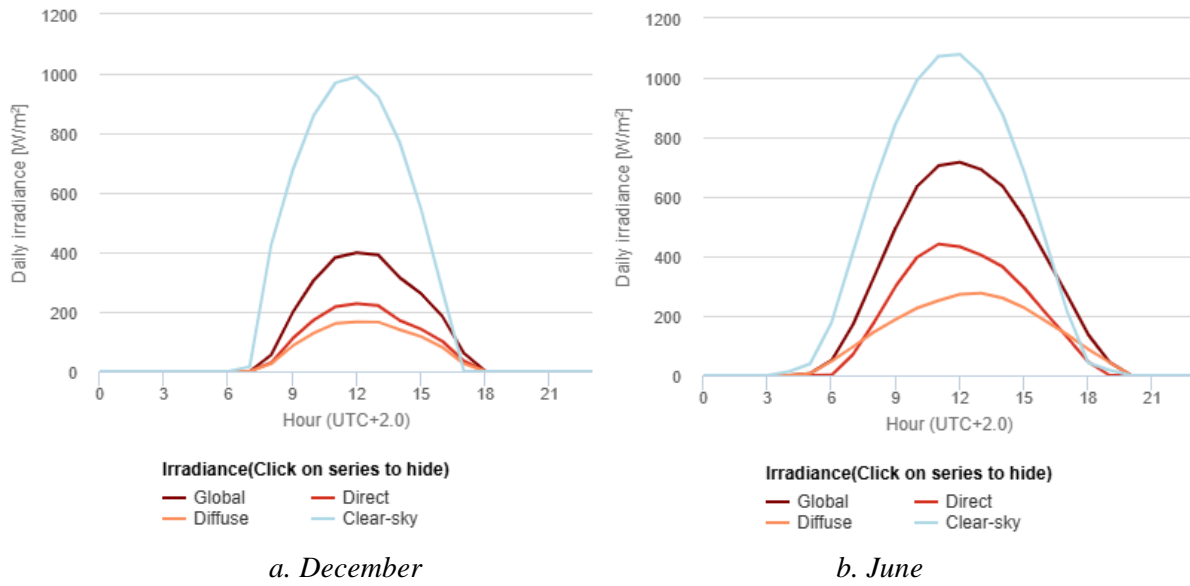 1200
1000
800
600
400
200
0
Daily irradiance [W/m²]
0 3 6 9 12 15 18 21
Hour (UTC+2.0)
Irradiance(Click on series to hide)
Global Direct
Diffuse Clear-sky
a. December
1200
1000
800
600
400
200
0
Daily irradiance [W/m²]
0 3 6 9 12 15 18 21
Hour (UTC+2.0)
Irradiance(Click on series to hide)
Global Direct
Diffuse Clear-sky
b. June